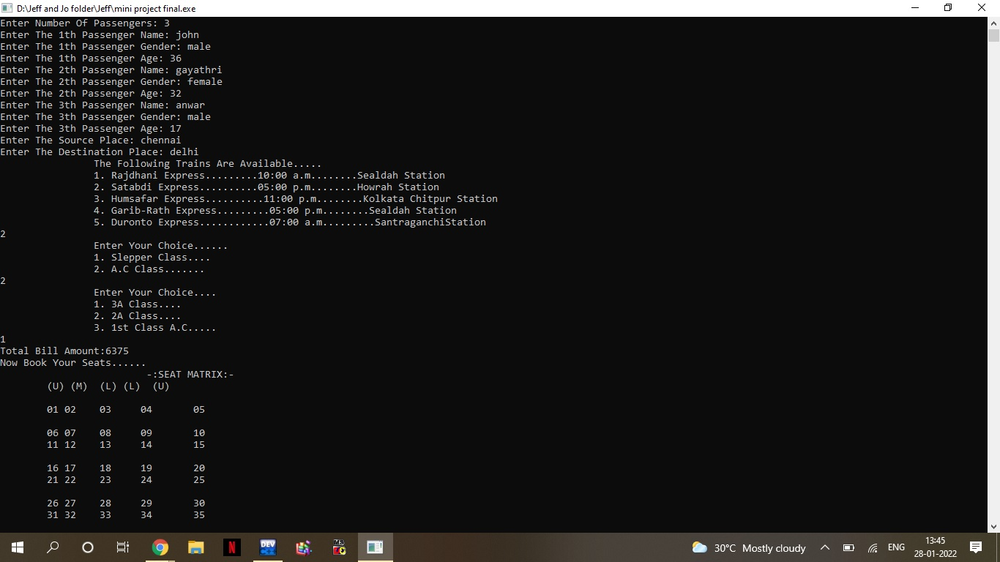 D:\Jeff and Jo folder\Jeff\mini project final.exe
Enter Number Of Passengers: 3
Enter The 1th Passenger Name: john
Enter The 1th Passenger Gender: male
Enter The 1th Passenger Age: 36
Enter The 2th Passenger Name: gayathri
Enter The 2th Passenger Gender: female
Enter The 2th Passenger Age: 32
Enter The 3th Passenger Name: anwar
Enter The 3th Passenger Gender: male
Enter The 3th Passenger Age: 17
Enter The Source Place: chennai
Enter The Destination Place: delhi
The Following Trains Are Available.....
1. Rajdhani Express.........10:00 a.m........Sealdah Station
2. Satabdi Express..........05:00 p.m........Howrah Station
3. Humsafar Express..........11:00 p.m........Kolkata Chitpur Station
4. Garib-Rath Express.........05:00 p.m........Sealdah Station
5. Duronto Express............07:00 a.m.........SantraganchiStation
2
Enter Your Choice......
1. Slepper Class....
2. A.C Class.......
2
Enter Your Choice....
1. 3A Class....
2. 2A Class....
3. 1st Class A.C.....
1
Total Bill Amount:6375
Now Book Your Seats......
-:SEAT MATRIX:-
(U) (M) (L) (L) (U)
01 02 03 04 05
06 07 08 09 10
11 12 13 14 15
16 17 18 19 20
21 22 23 24 25
26 27 28 29 30
31 32 33 34 35
N DEV M3 30°C Mostly cloudy ENG 13:45
28-01-2022